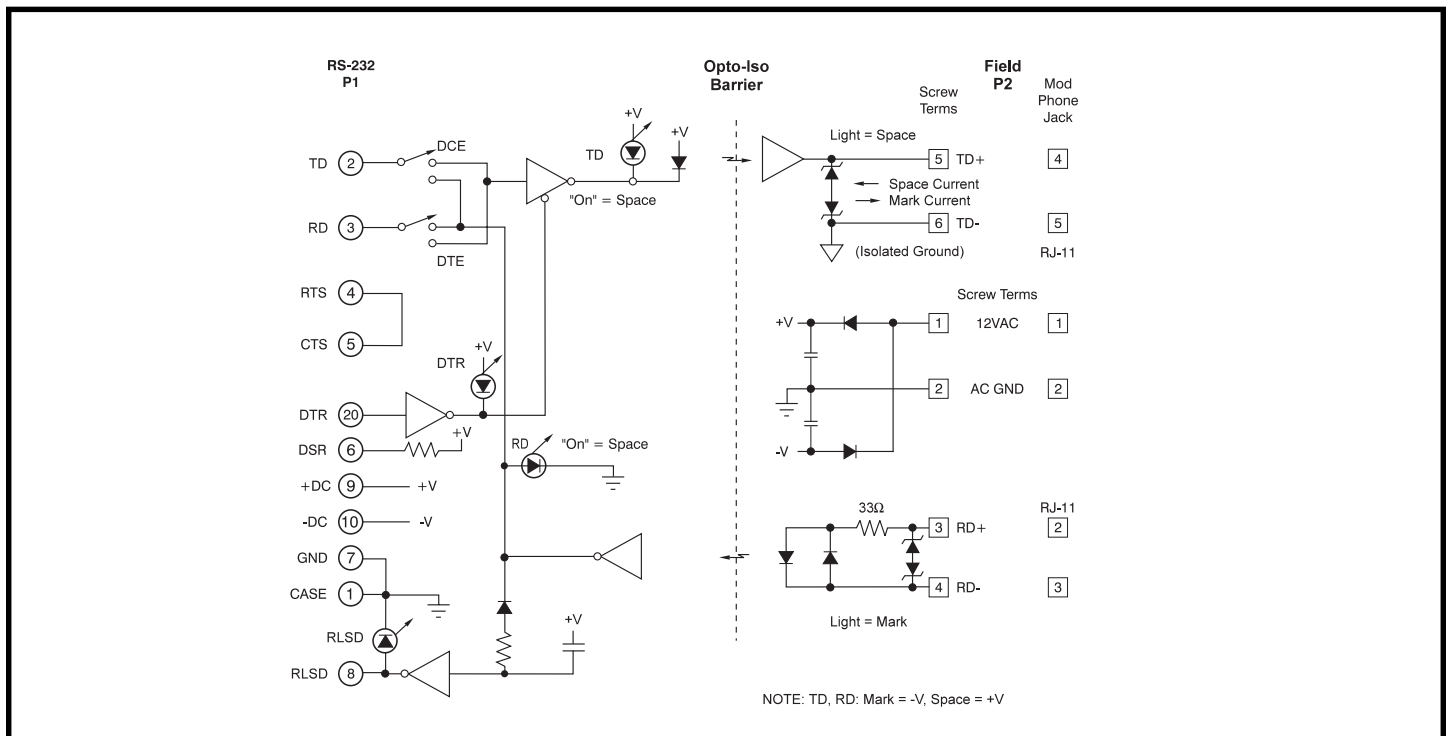 RS-232
P1
Opto-Iso
Barrier
Field
P2
Screw
Terms
Mod
Phone
Jack
TD 2
DCE
RD 3
DTE
+V
TD
+V
"On" = Space
Light = Space
5 TD+ 4
Space Current
Mark Current
6 TD- 5
(Isolated Ground)
RJ-11
RTS 4
CTS 5
Screw Terms
+V
1 12VAC 1
2 AC GND 2
-V
+V
DTR
DTR 20
+V
DSR 6
RD
"On" = Space
+DC 9 +V
-DC 10 -V
GND 7
CASE 1
RLSD
RLSD 8
+V
33Ω
RJ-11
3 RD+ 2
4 RD- 3
Light = Mark
NOTE: TD, RD: Mark = -V, Space = +V